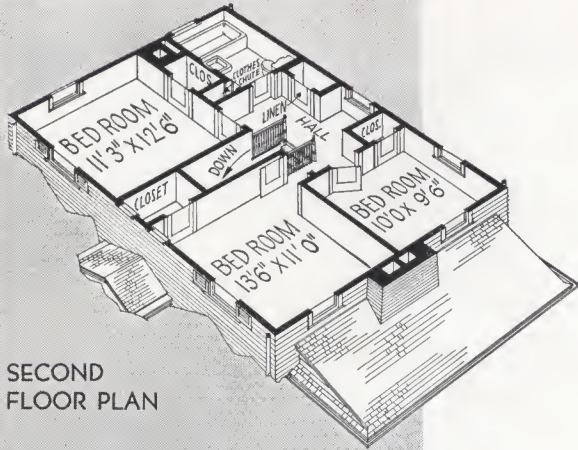 CLOS.
CLOTHES
CHUTE
BED ROOM
11'3" X 12'6"
LINEN
HALL
CLOS.
DOWN
CLOSET
BED ROOM
10'0 X 9'6"
BED ROOM
13'6" X 11'0"
SECOND
FLOOR PLAN